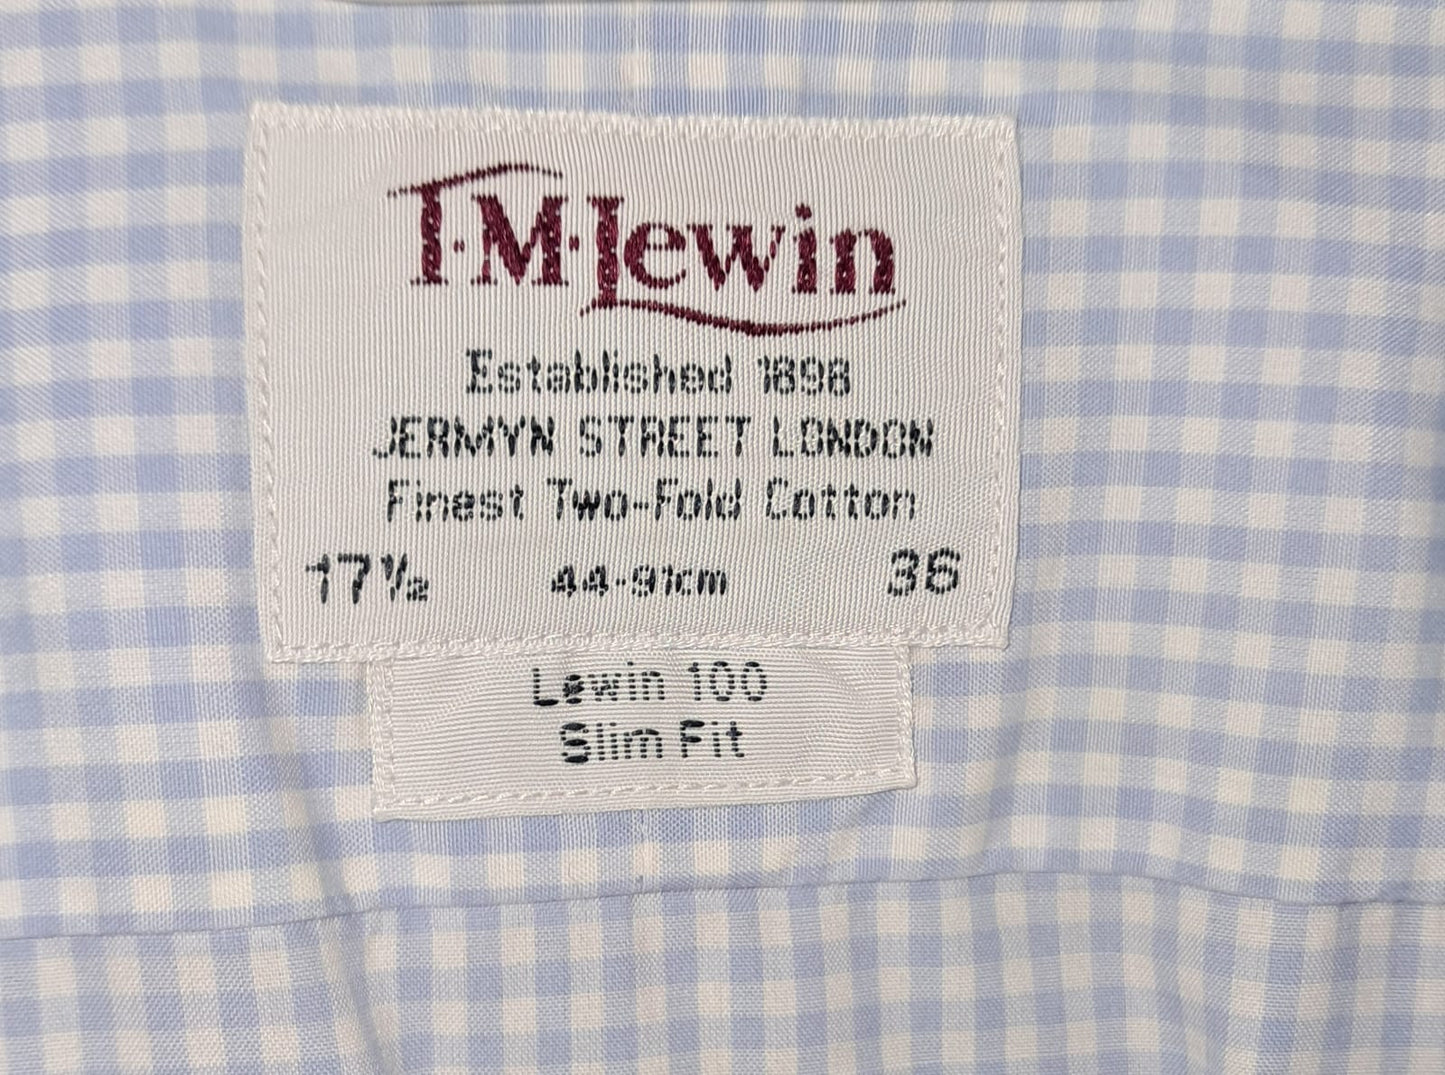 T·M·Lewin
Established 1898
JERMYN STREET LONDON
Finest Two-Fold Cotton
17½ 44-91cm 36
Lewin 100
Slim Fit